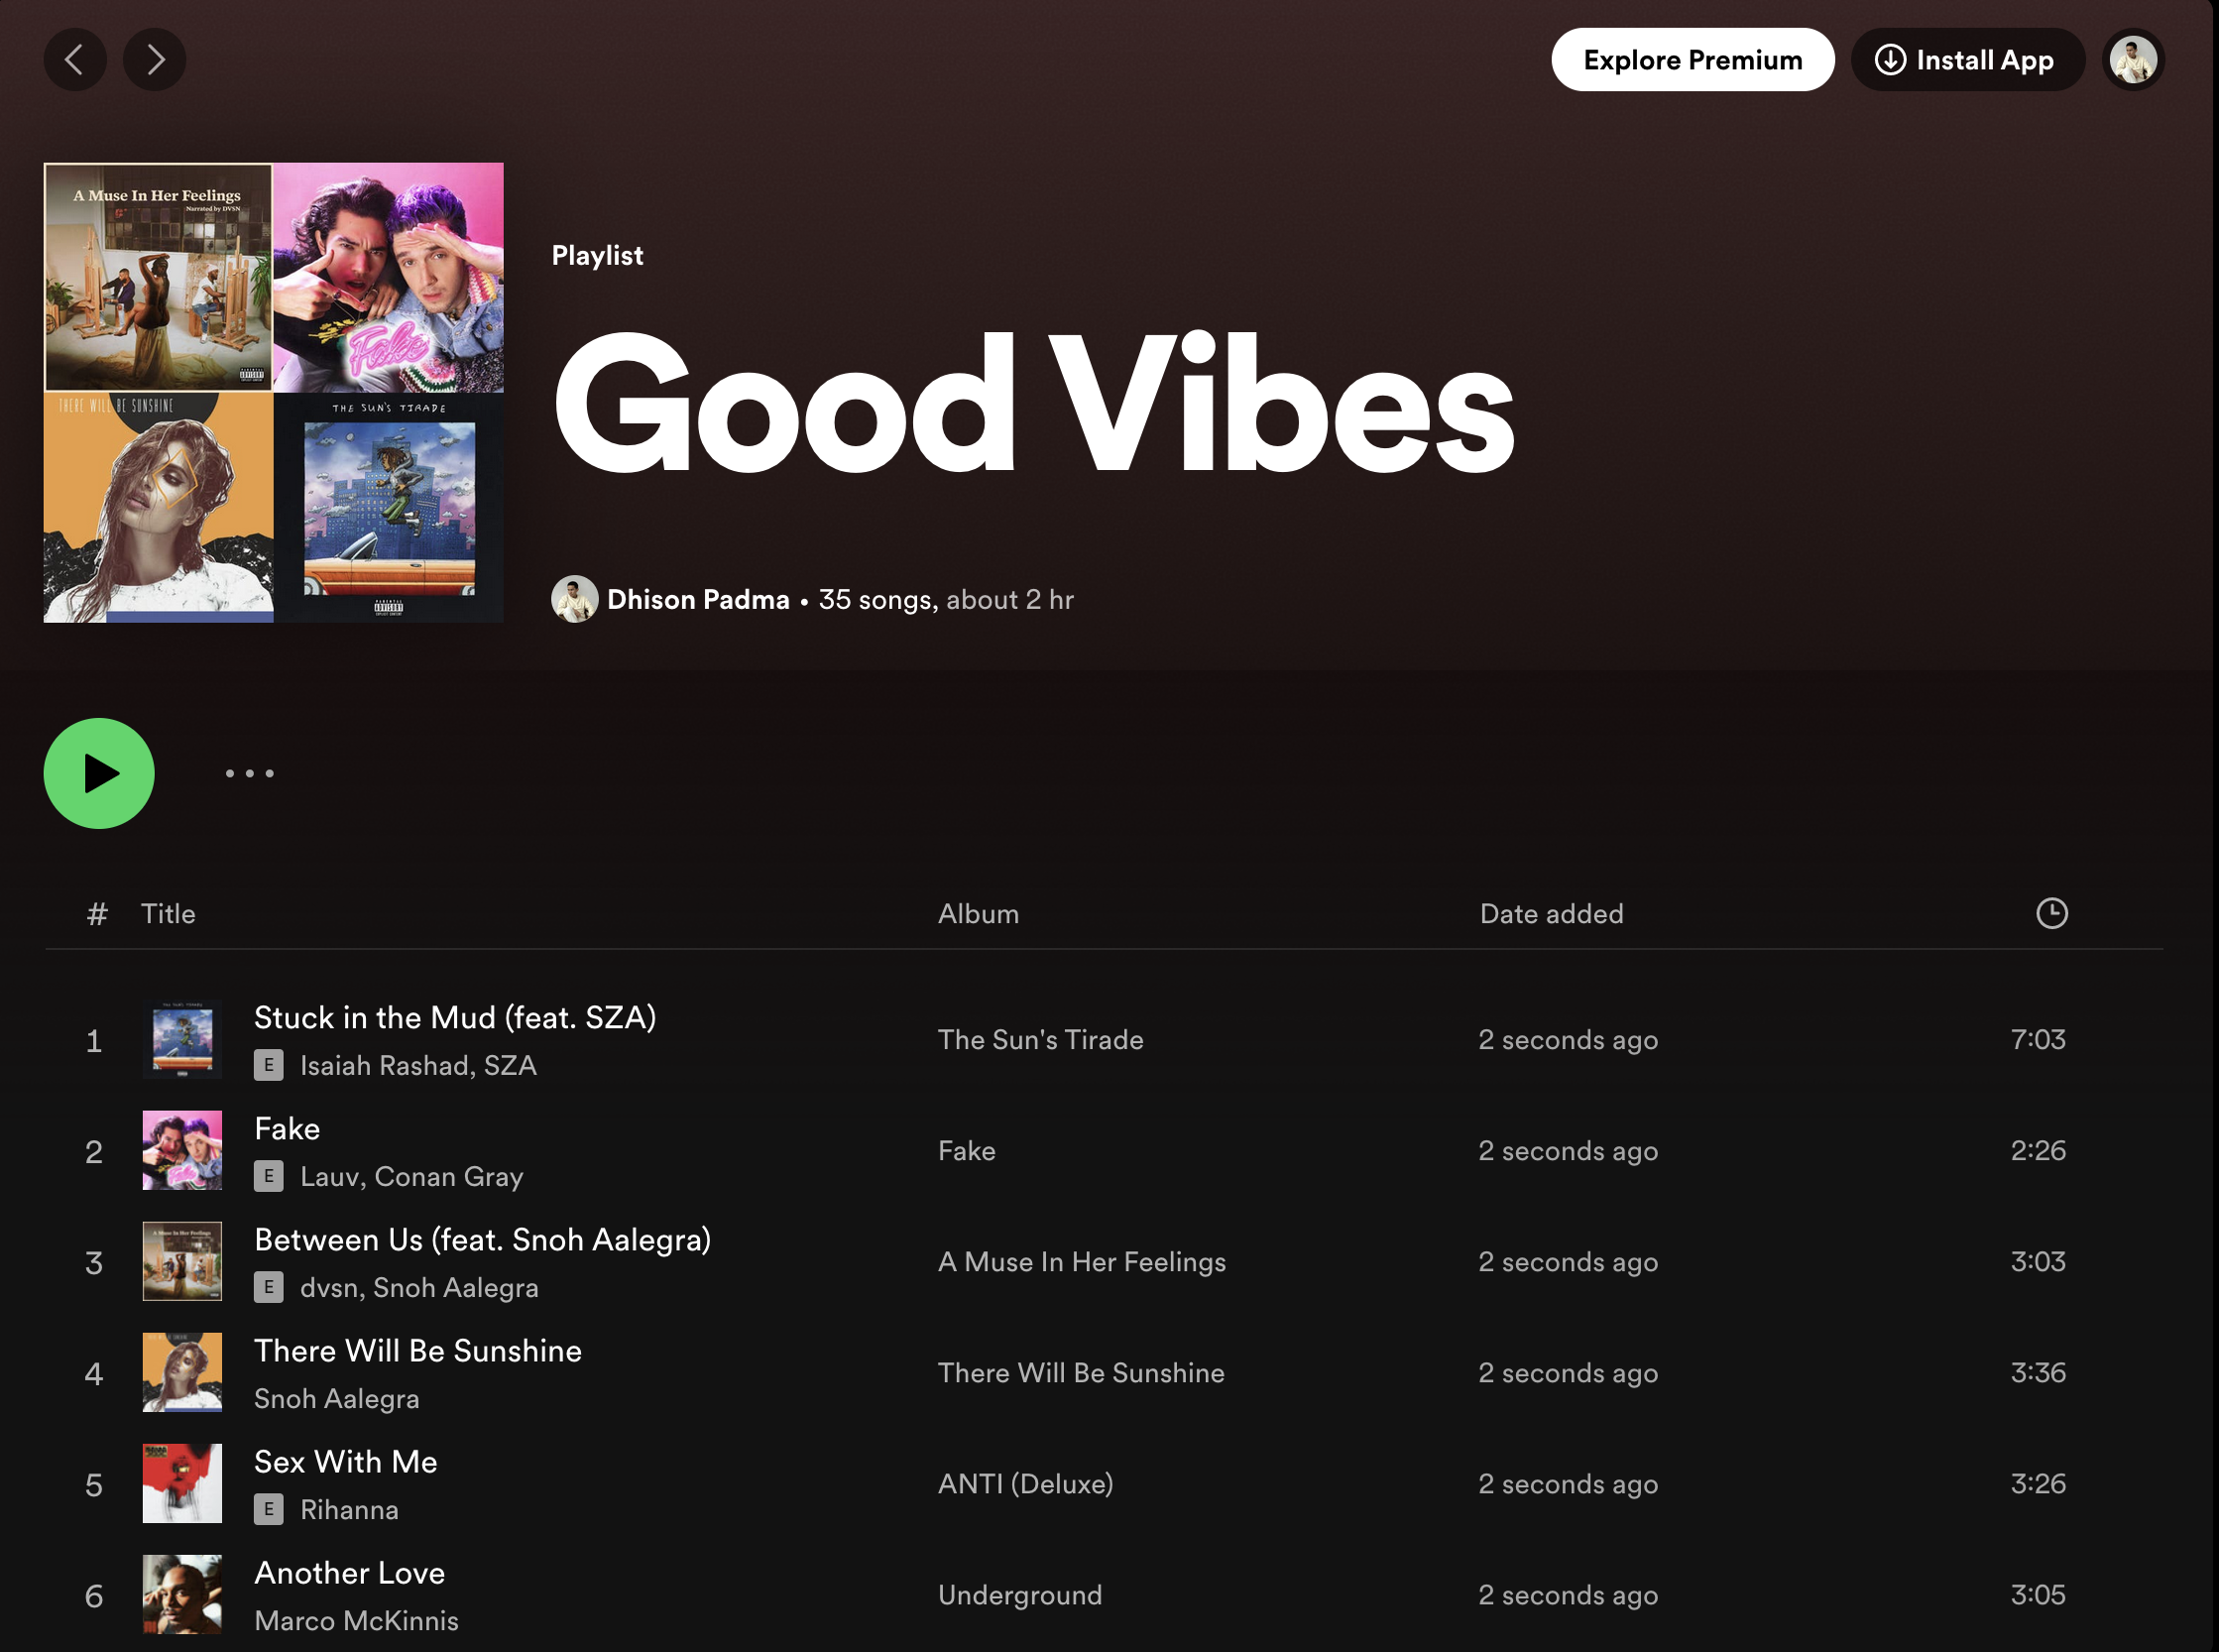 Explore Premium
Install App
A Muse In Her Feelings
Narrated by DVSN
Fake
THERE WILL BE SUNSHINE
THE SUN'S TIRADE
PARENTAL
ADVISORY
EXPLICIT CONTENT
Playlist
Good Vibes
Dhison Padma • 35 songs, about 2 hr
# Title Album Date added
1 Stuck in the Mud (feat. SZA) The Sun's Tirade 2 seconds ago 7:03
E Isaiah Rashad, SZA
2 Fake Fake 2 seconds ago 2:26
E Lauv, Conan Gray
3 Between Us (feat. Snoh Aalegra) A Muse In Her Feelings 2 seconds ago 3:03
E dvsn, Snoh Aalegra
4 There Will Be Sunshine There Will Be Sunshine 2 seconds ago 3:36
Snoh Aalegra
5 Sex With Me ANTI (Deluxe) 2 seconds ago 3:26
E Rihanna
6 Another Love Underground 2 seconds ago 3:05
Marco McKinnis